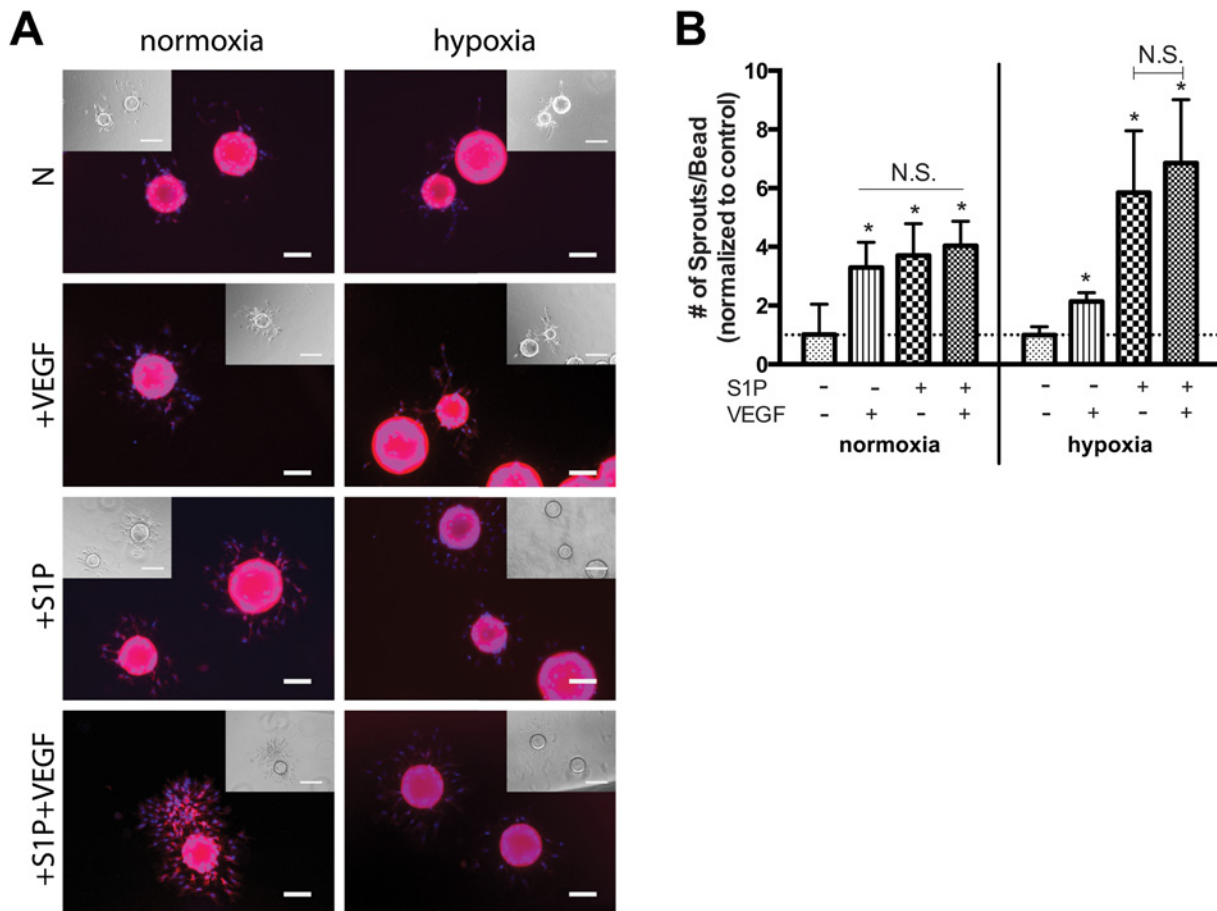 A
normoxia hypoxia
N
+VEGF
+S1P
+S1P+VEGF
B
# of Sprouts/Bead
(normalized to control)
10
8
6
4
2
0
N.S.
* * *
N.S.
* * *
S1P - - + + - - + +
VEGF - + - + - + - +
normoxia hypoxia